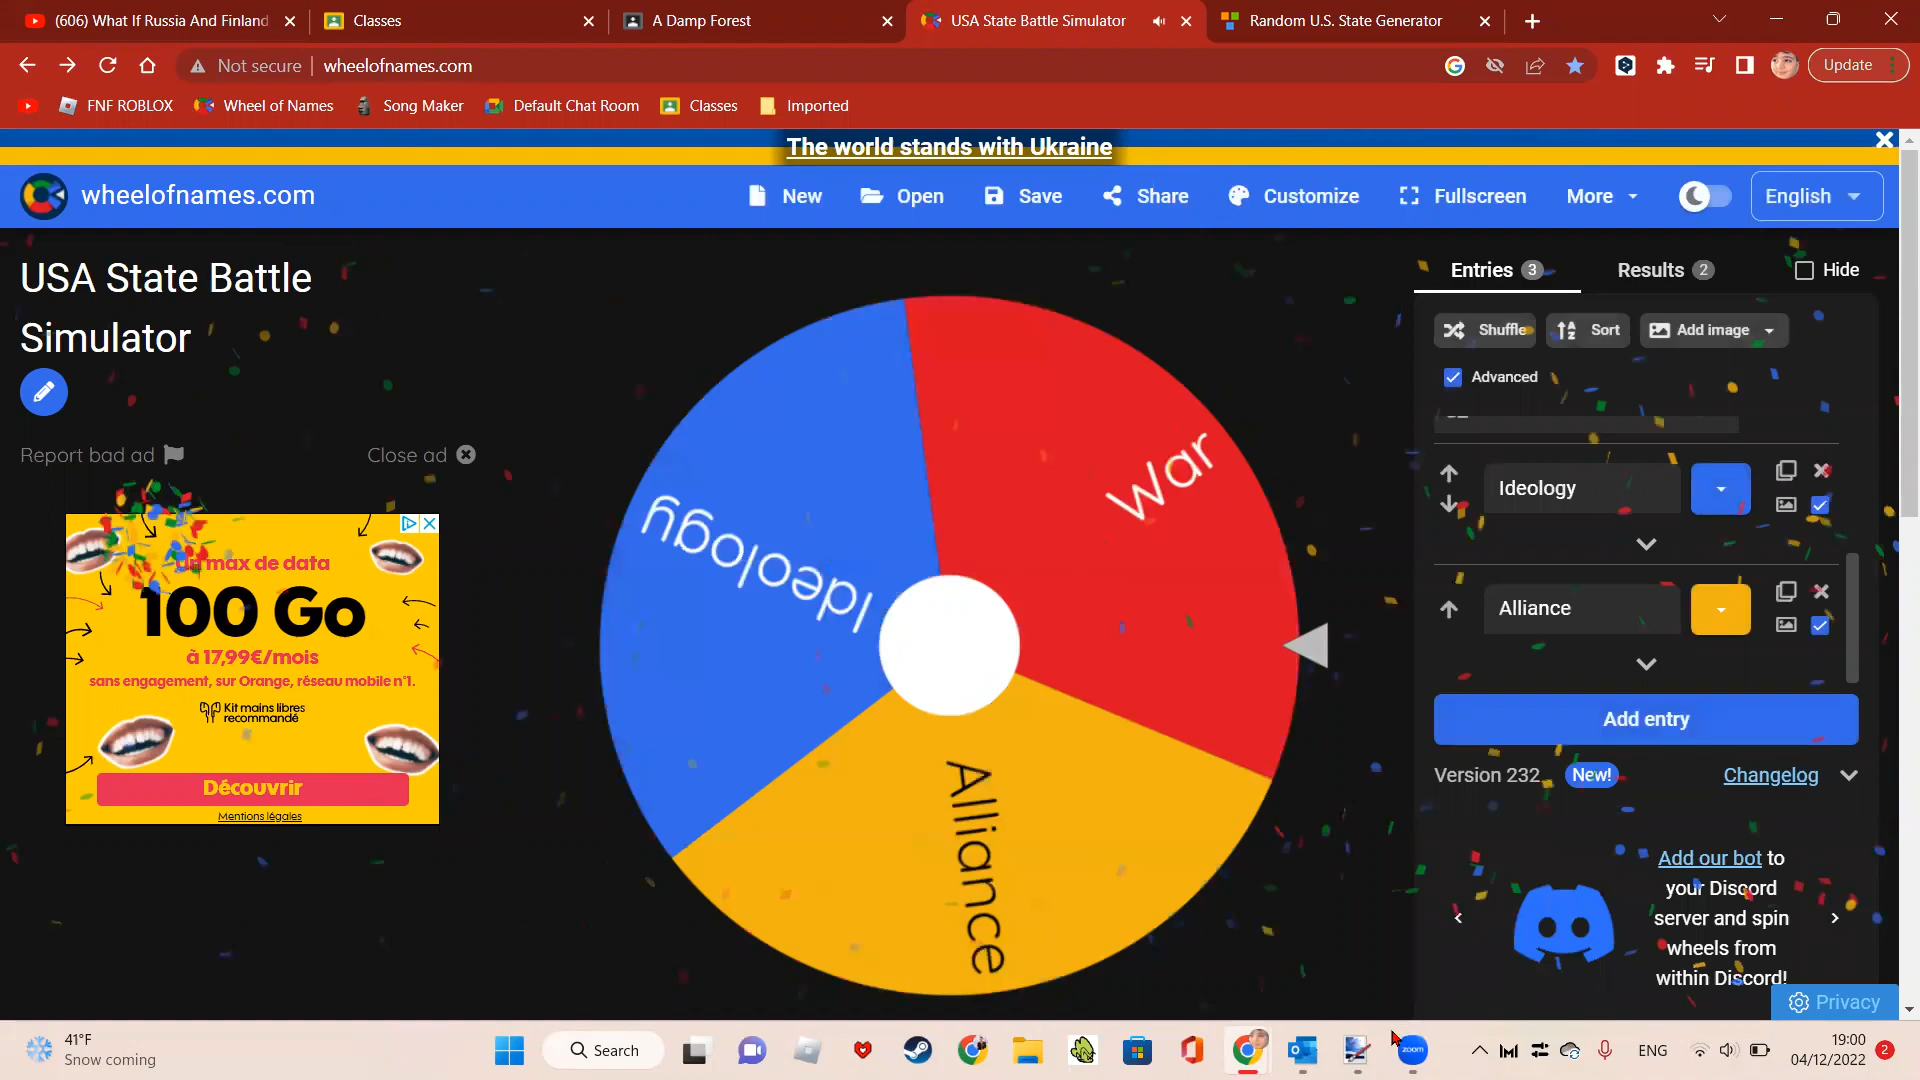 (606) What If Russia And Finland
Classes
A Damp Forest
USA State Battle Simulator
Random U.S. State Generator
Not secure
wheelofnames.com
Update
FNF ROBLOX
Wheel of Names
Song Maker
Default Chat Room
Classes
Imported
The world stands with Ukraine
wheelofnames.com
New
Open
Save
Share
Customize
Fullscreen
More
English
USA State Battle
Simulator
Report bad ad
Close ad
un max de data
100 Go
à 17,99€/mois
sans engagement, sur Orange, réseau mobile n°1.
Kit mains libres
recommandé
Découvrir
Mentions légales
Ideology
War
Alliance
Entries 3
Results 2
Hide
Shuffle
Sort
Add image
Advanced
Ideology
Alliance
Add entry
Version 232
New!
Changelog
Add our bot to
your Discord
server and spin
wheels from
within Discord!
Privacy
41°F
Snow coming
Search
zoom
ENG
19:00
04/12/2022
2